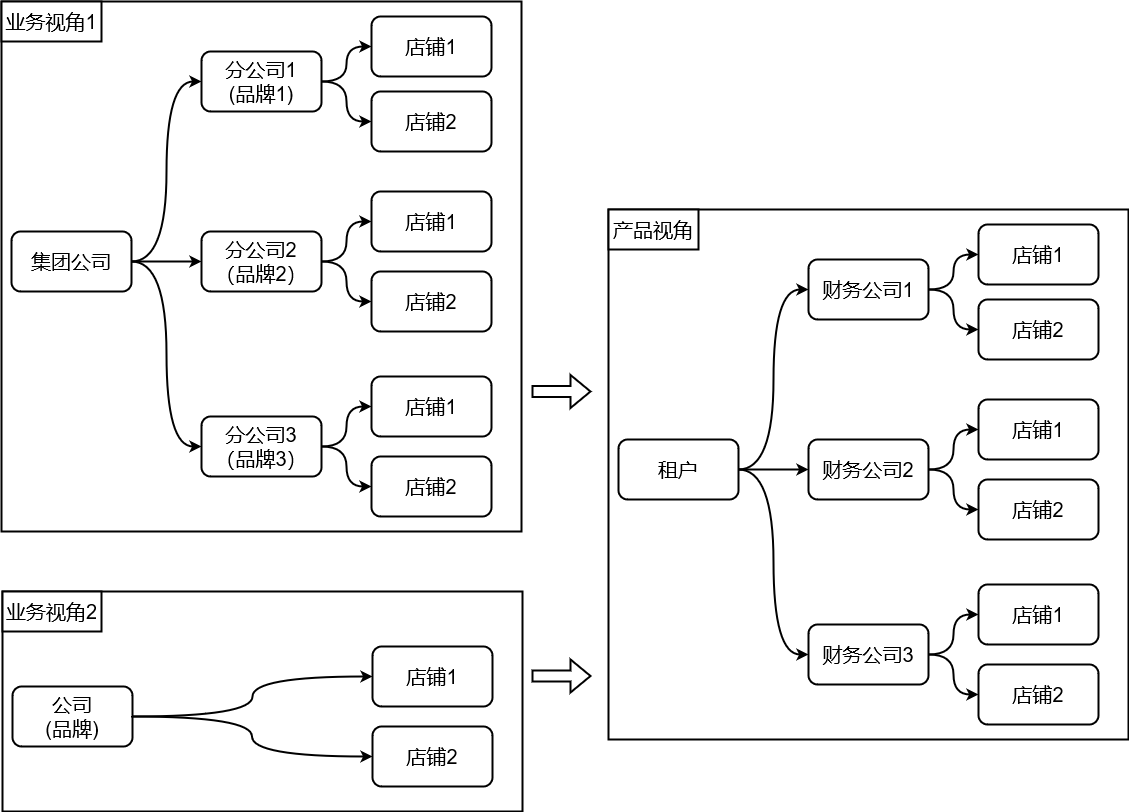 业务视角1
店铺1
分公司1
(品牌1)
店铺2
店铺1
集团公司
分公司2
(品牌2)
店铺2
店铺1
分公司3
(品牌3)
店铺2
业务视角2
店铺1
公司
(品牌)
店铺2
产品视角
店铺1
财务公司1
店铺2
店铺1
租户
财务公司2
店铺2
店铺1
财务公司3
店铺2